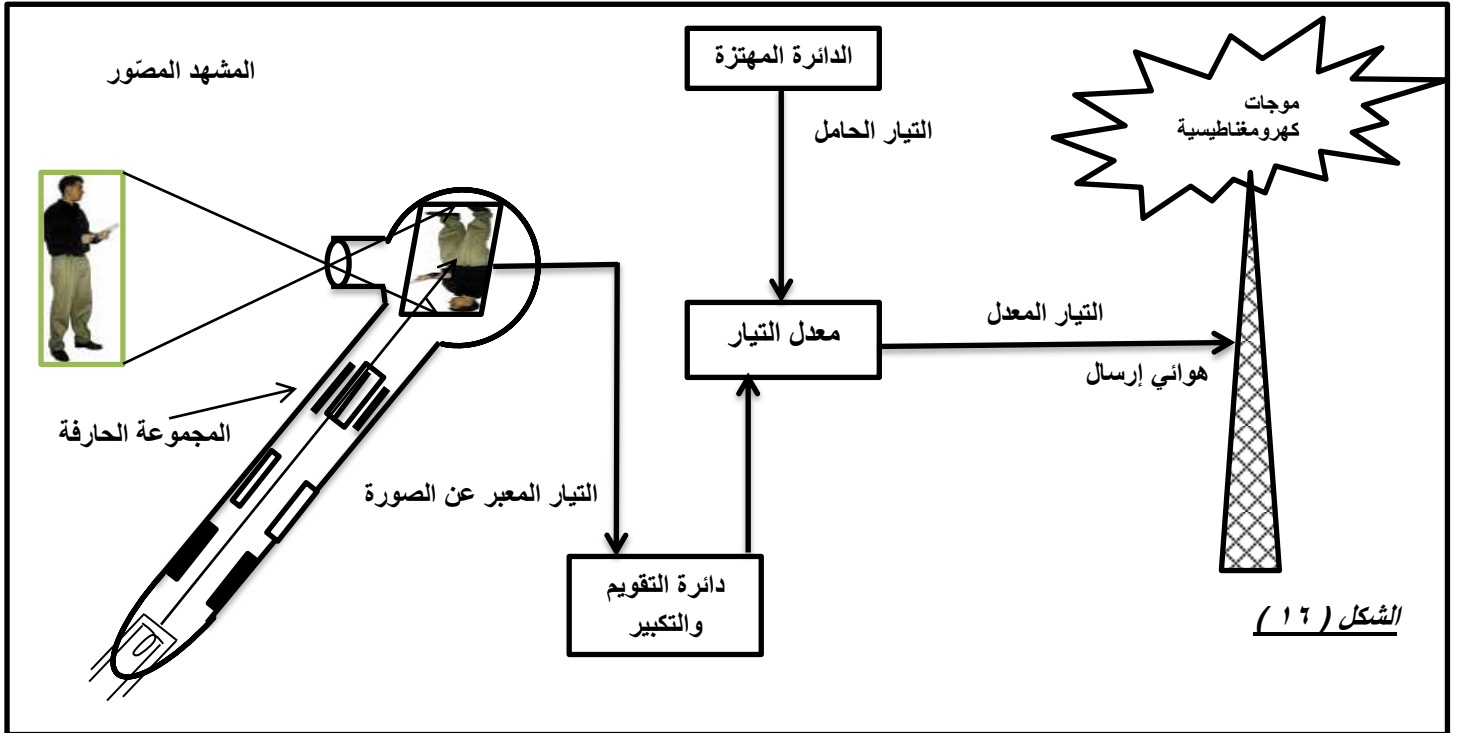 المشهد المصّور
الدائرة المهتزة
موجات
كهرومغناطيسية
التيار الحامل
معدل التيار
التيار المعدل
هوائي إرسال
المجموعة الحارفة
التيار المعبر عن الصورة
دائرة التقويم
والتكبير
الشكل ( ١٦ )